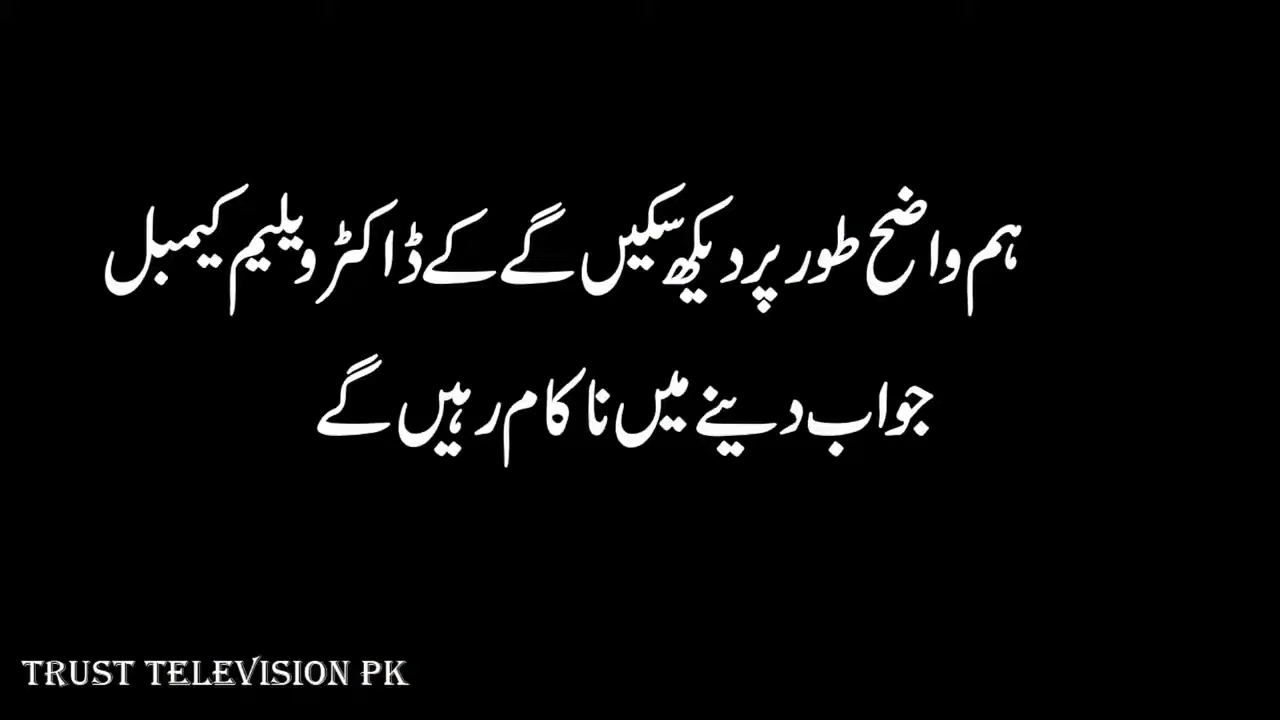 ہم واضح طور پر دیکھ سکیں گے کے ڈاکٹر ویلیم کیمبل
جواب دینے میں ناکام رہیں گے
TRUST TELEVISION PK